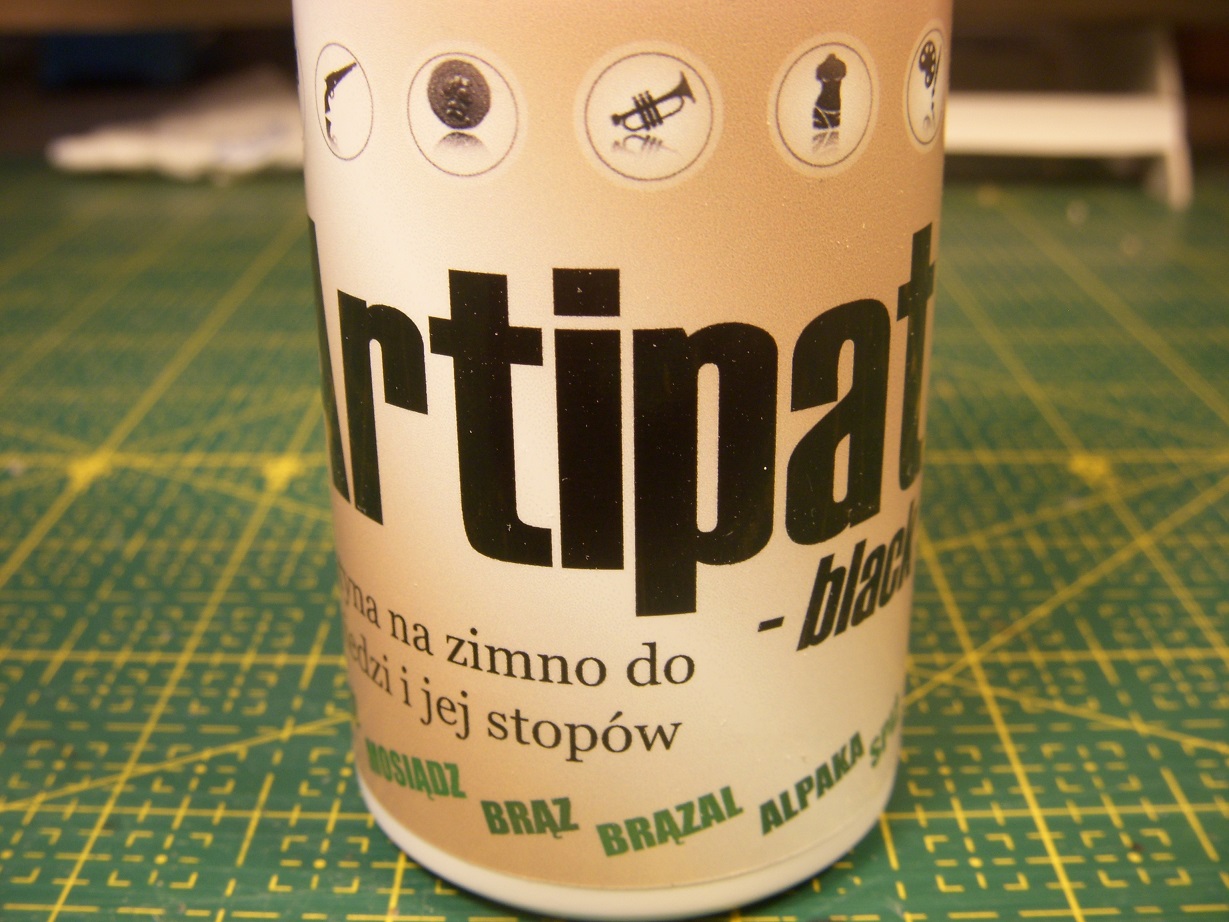 Artipat
- black
na zimno do
i jej stopów
MOSIĄDZ BRĄZ BRĄZAL ALPAKA